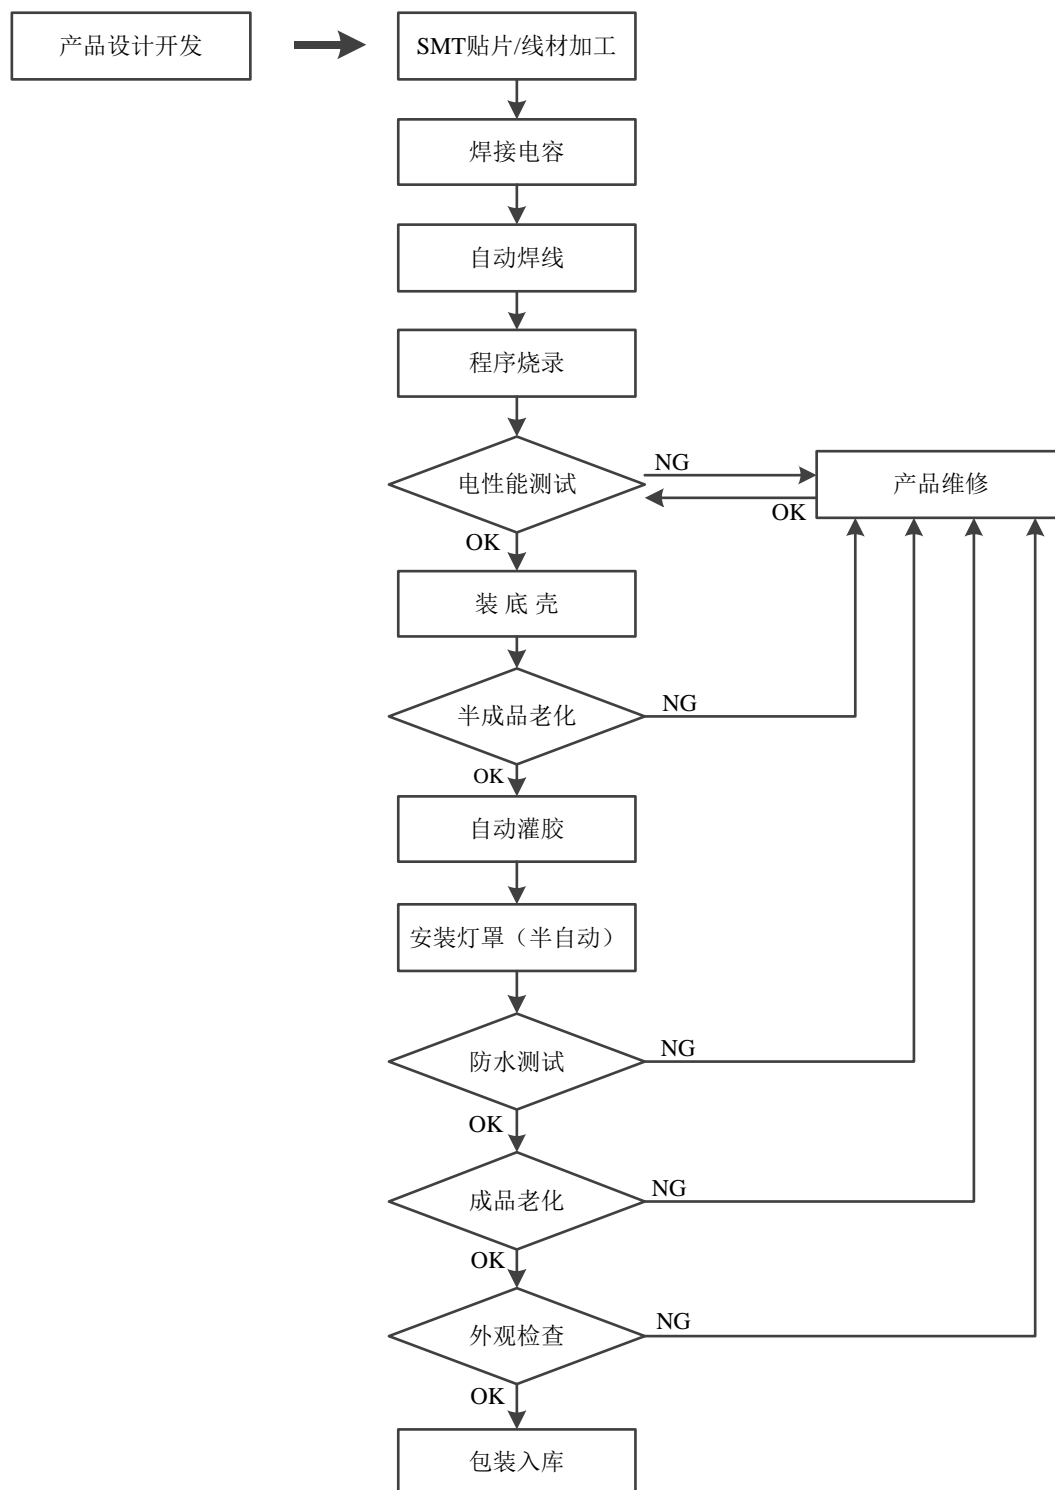 产品设计开发
SMT贴片/线材加工
焊接电容
自动焊线
程序烧录
电性能测试
NG
产品维修
OK
OK
装 底 壳
半成品老化
NG
OK
自动灌胶
安装灯罩（半自动）
防水测试
NG
OK
成品老化
NG
OK
外观检查
NG
OK
包装入库